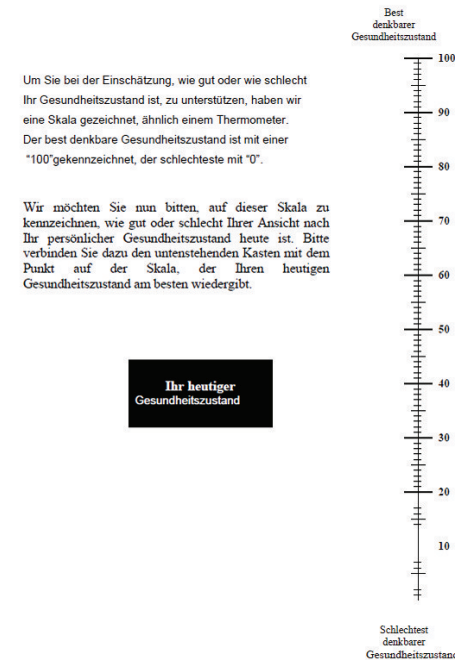 Best
denkbarer
Gesundheitszustand
Um Sie bei der Einschätzung, wie gut oder wie schlecht
Ihr Gesundheitszustand ist, zu unterstützen, haben wir
eine Skala gezeichnet, ähnlich einem Thermometer.
Der best denkbare Gesundheitszustand ist mit einer
“100”gekennzeichnet, der schlechteste mit “0”.
Wir möchten Sie nun bitten, auf dieser Skala zu
kennzeichnen, wie gut oder schlecht Ihrer Ansicht nach
Ihr persönlicher Gesundheitszustand heute ist. Bitte
verbinden Sie dazu den untenstehenden Kasten mit dem
Punkt auf der Skala, der Ihren heutigen
Gesundheitszustand am besten wiedergibt.
Ihr heutiger
Gesundheitszustand
100
90
80
70
60
50
40
30
20
10
Schlechtest
denkbarer
Gesundheitszustand